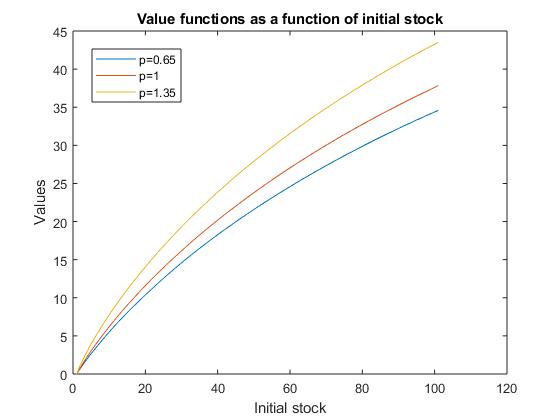 Value functions as a function of initial stock
45
40
35
30
25
20
15
10
5
0
p=0.65
p=1
p=1.35
Values
0 20 40 60 80 100 120
Initial stock